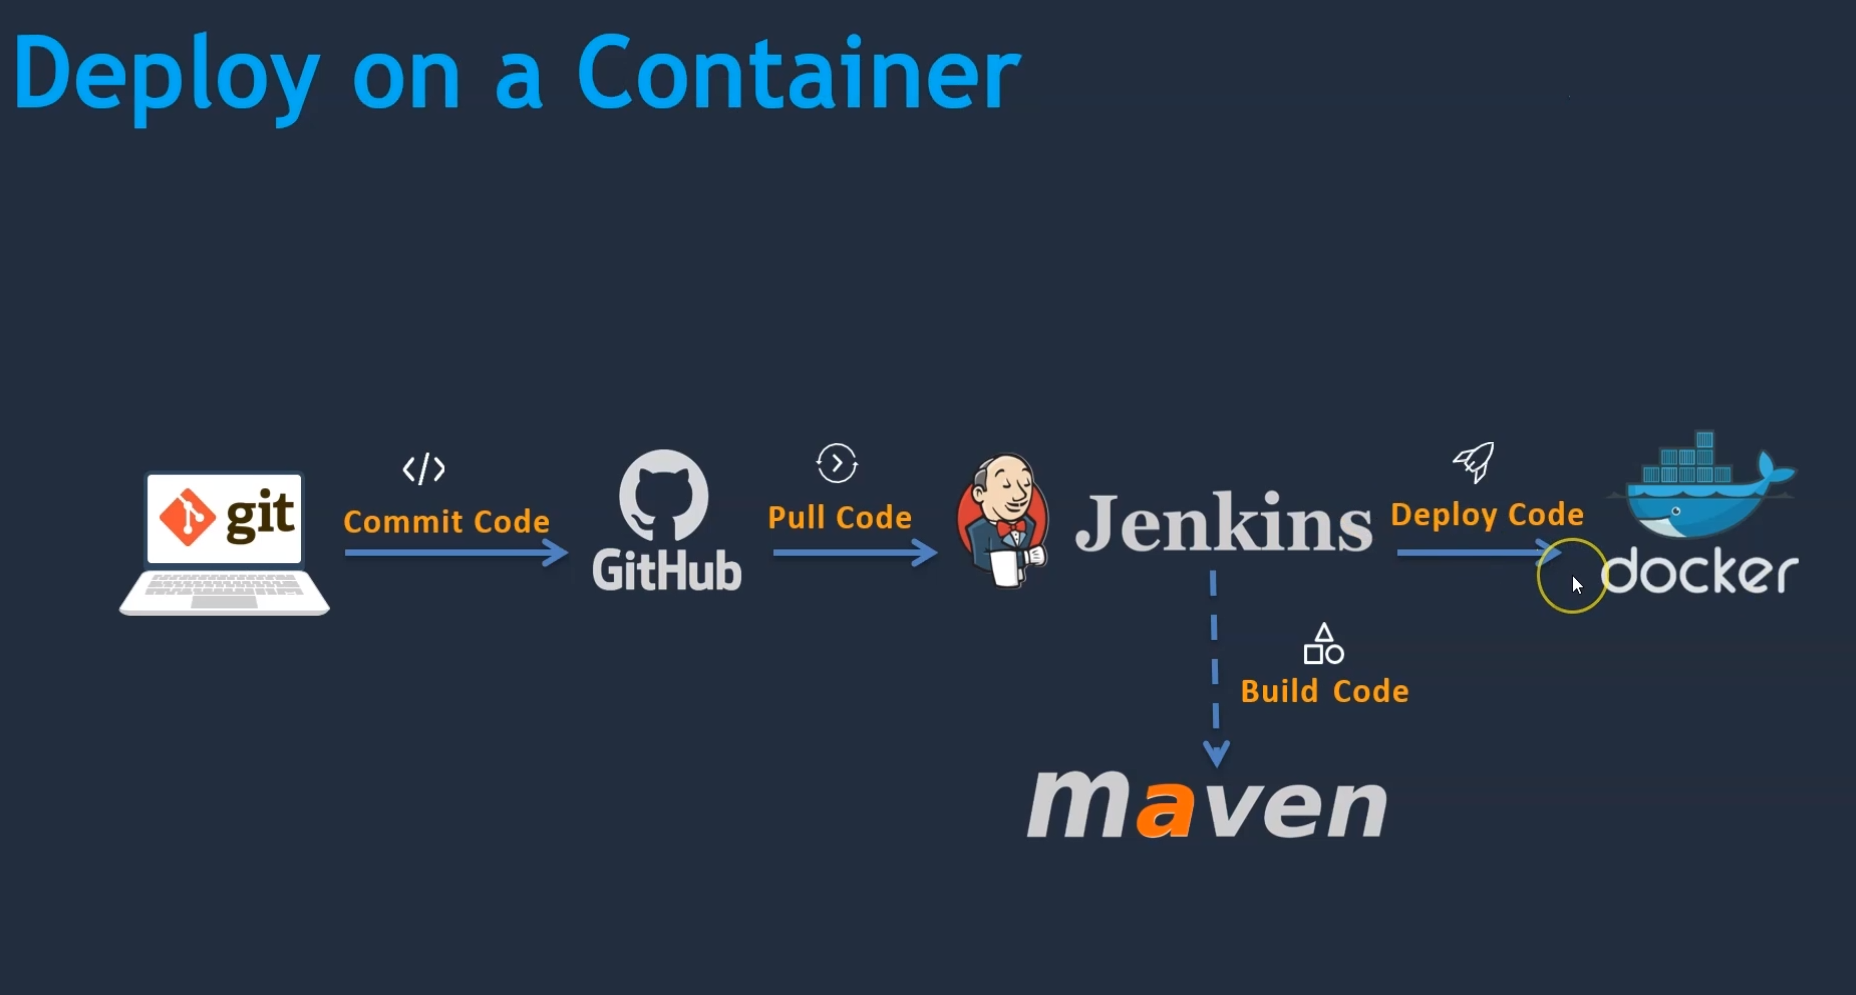 Deploy on a Container
git
Commit Code
GitHub
Pull Code
Jenkins
Deploy Code
docker
Build Code
maven